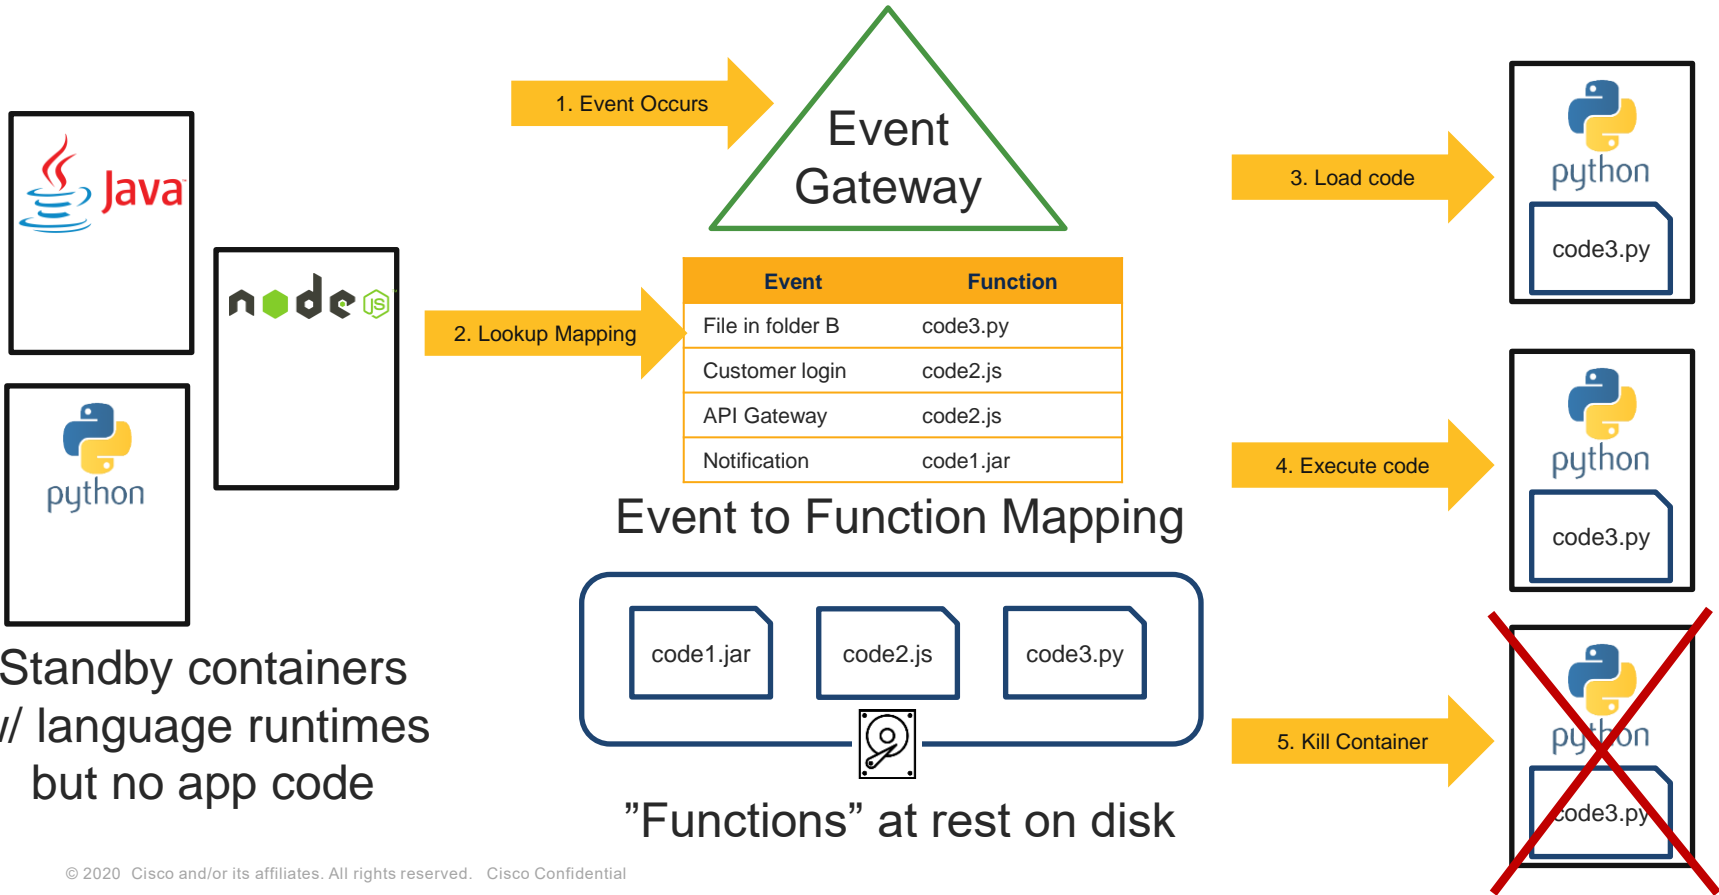 1. Event Occurs
Event
Gateway
Java
node
JS
python
2. Lookup Mapping
Event Function
File in folder B code3.py
Customer login code2.js
API Gateway code2.js
Notification code1.jar
Event to Function Mapping
Standby containers
w/ language runtimes
but no app code
code1.jar
code2.js
code3.py
”Functions” at rest on disk
3. Load code
python
code3.py
4. Execute code
python
code3.py
5. Kill Container
python
code3.py
© 2020 Cisco and/or its affiliates. All rights reserved. Cisco Confidential